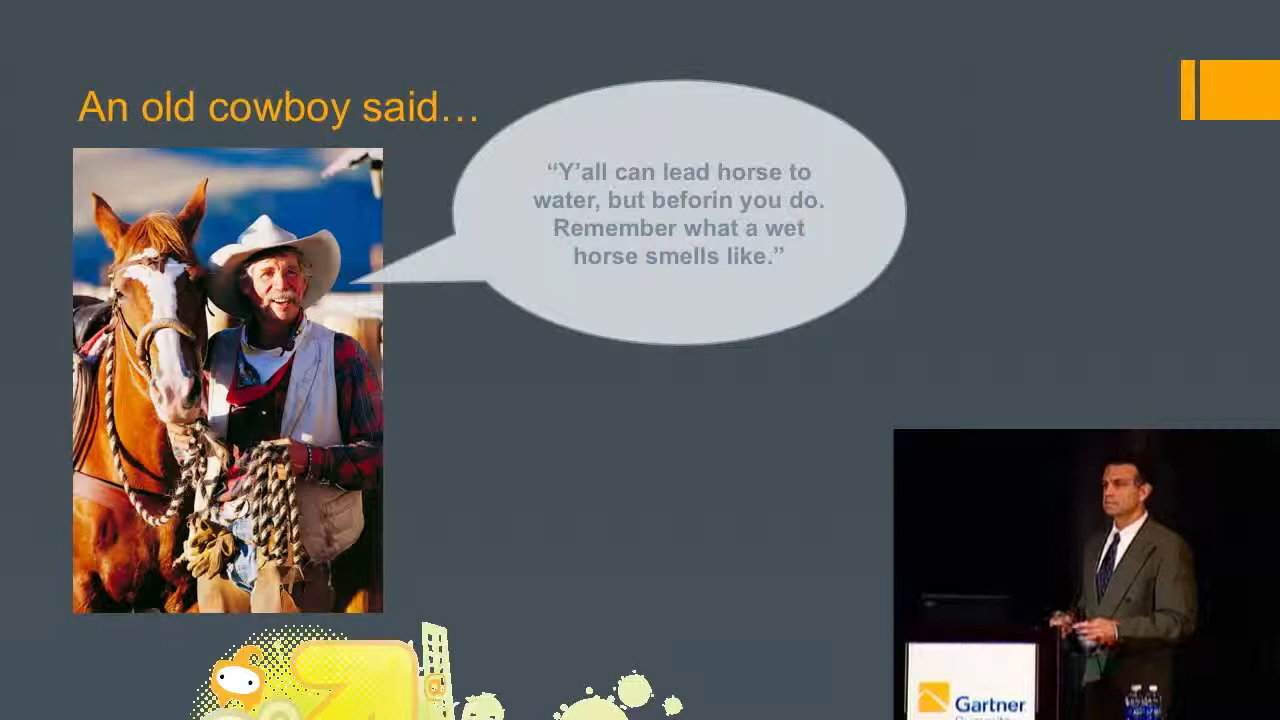 An old cowboy said…
“Y’all can lead horse to
water, but beforin you do.
Remember what a wet
horse smells like.”
Gartner